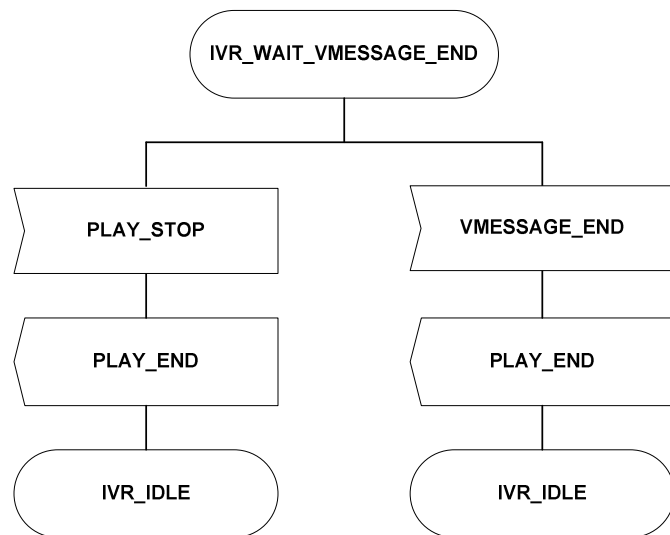 IVR_WAIT_VMESSAGE_END
PLAY_STOP
VMESSAGE_END
PLAY_END
PLAY_END
IVR_IDLE
IVR_IDLE